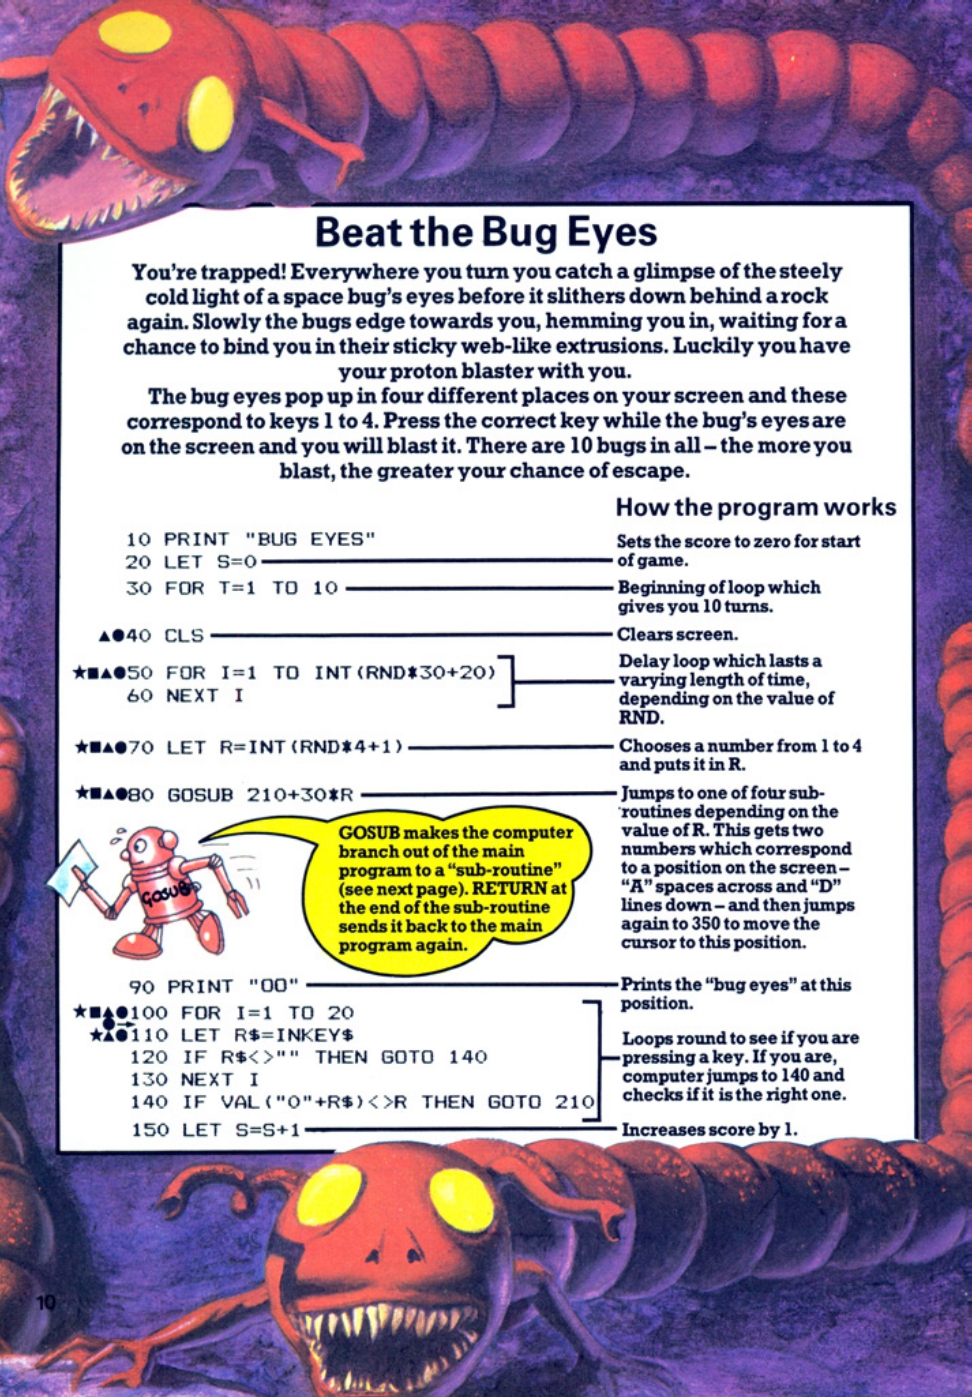 Beat the Bug Eyes
You're trapped! Everywhere you turn you catch a glimpse of the steely
cold light of a space bug's eyes before it slithers down behind a rock
again. Slowly the bugs edge towards you, hemming you in, waiting for a
chance to bind you in their sticky web-like extrusions. Luckily you have
your proton blaster with you.
The bug eyes pop up in four different places on your screen and these
correspond to keys 1 to 4. Press the correct key while the bug's eyes are
on the screen and you will blast it. There are 10 bugs in all – the more you
blast, the greater your chance of escape.
How the program works
10 PRINT "BUG EYES"
20 LET S=0
Sets the score to zero for start
of game.
30 FOR T=1 TO 10
Beginning of loop which
gives you 10 turns.
▲●40 CLS
Clears screen.
★■▲●50 FOR I=1 TO INT(RND*30+20)
60 NEXT I
Delay loop which lasts a
varying length of time,
depending on the value of
RND.
★■▲●70 LET R=INT(RND*4+1)
Chooses a number from 1 to 4
and puts it in R.
★■▲●80 GOSUB 210+30*R
Jumps to one of four sub-
routines depending on the
value of R. This gets two
numbers which correspond
to a position on the screen –
"A" spaces across and "D"
lines down – and then jumps
again to 350 to move the
cursor to this position.
GOSUB
GOSUB makes the computer
branch out of the main
program to a "sub-routine"
(see next page). RETURN at
the end of the sub-routine
sends it back to the main
program again.
90 PRINT "OO"
Prints the "bug eyes" at this
position.
★■▲●100 FOR I=1 TO 20
●→
★▲●110 LET R$=INKEY$
120 IF R$<>"" THEN GOTO 140
130 NEXT I
140 IF VAL("0"+R$)<>R THEN GOTO 210
Loops round to see if you are
pressing a key. If you are,
computer jumps to 140 and
checks if it is the right one.
150 LET S=S+1
Increases score by 1.
10